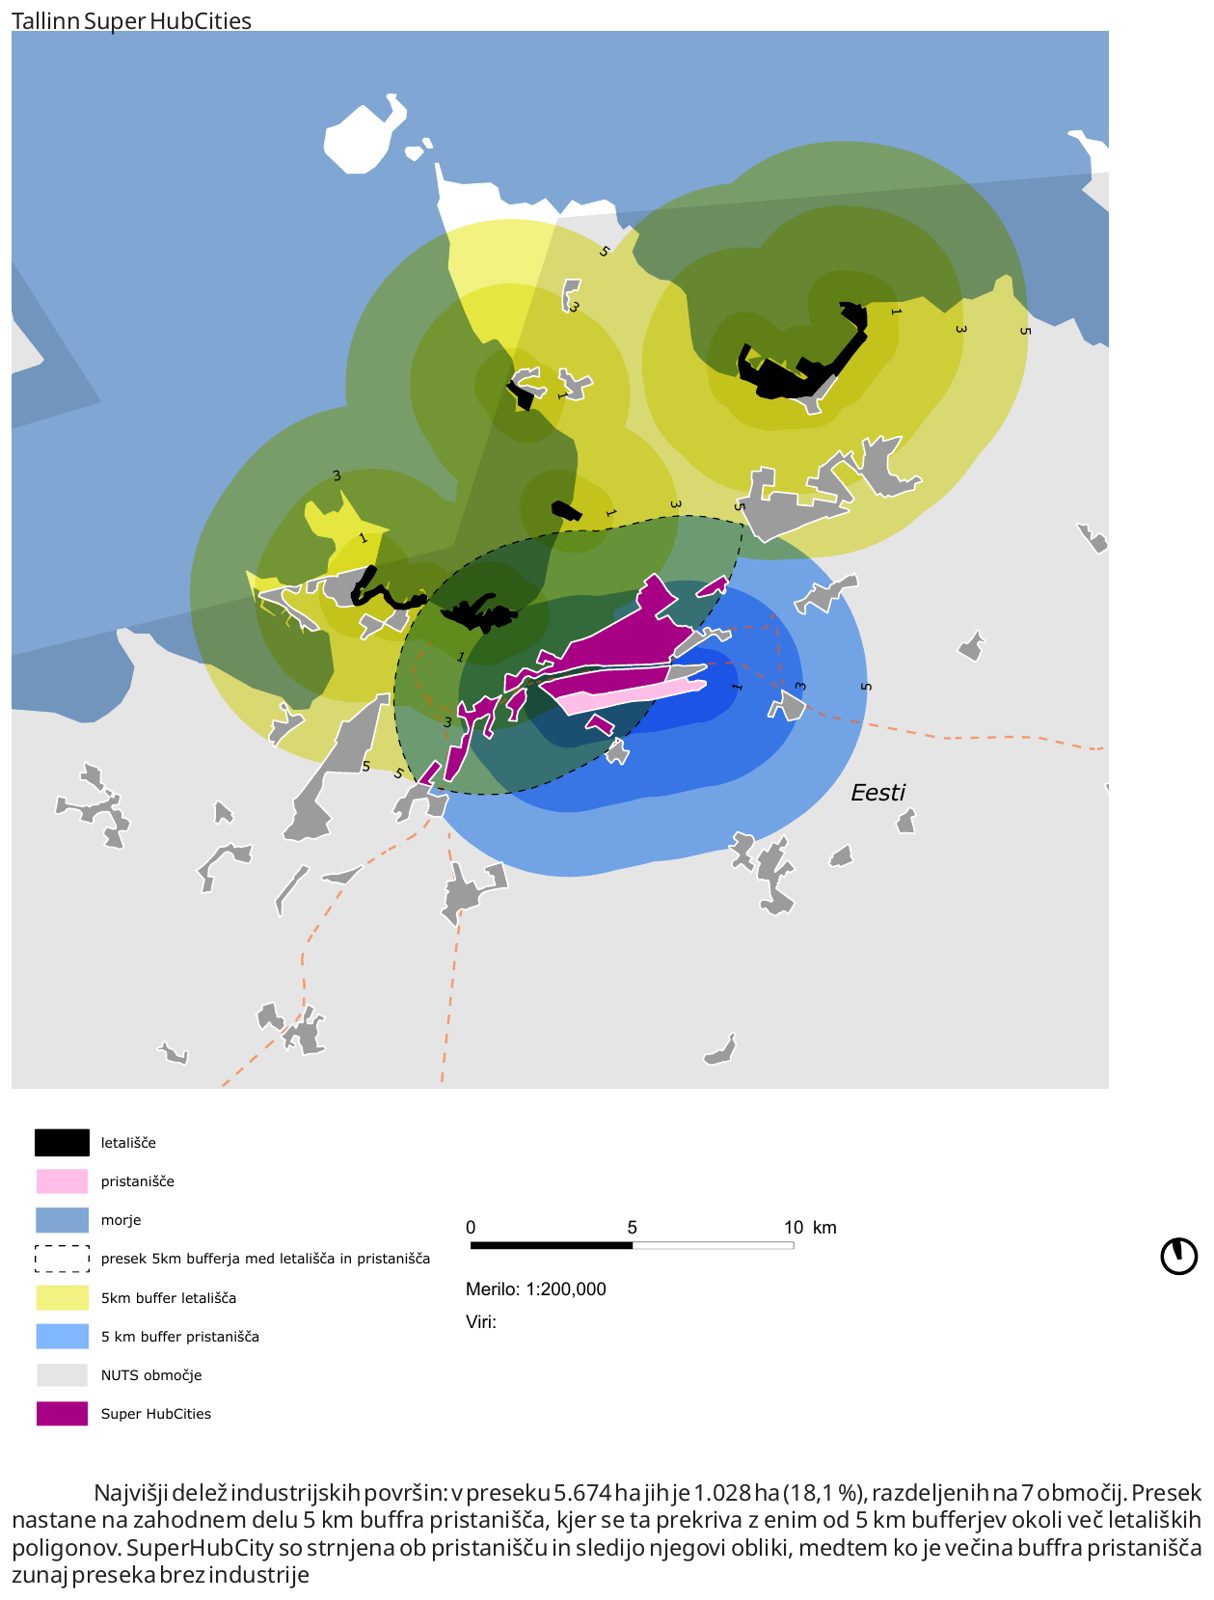 Tallinn Super HubCities
5
3
1
1
3
5
3
1
1
3
5
1
1
3
5
3
5
5
Eesti
letališče
pristanišče
morje
presek 5km bufferja med letališča in pristanišča
5km buffer letališča
5 km buffer pristanišča
NUTS območje
Super HubCities
0 5 10 km
Merilo: 1:200,000
Viri:
Najvišji delež industrijskih površin: v preseku 5.674 ha jih je 1.028 ha (18,1 %), razdeljenih na 7 območij. Presek
nastane na zahodnem delu 5 km buffra pristanišča, kjer se ta prekriva z enim od 5 km bufferjev okoli več letaliških
poligonov. SuperHubCity so strnjena ob pristanišču in sledijo njegovi obliki, medtem ko je večina buffra pristanišča
zunaj preseka brez industrije